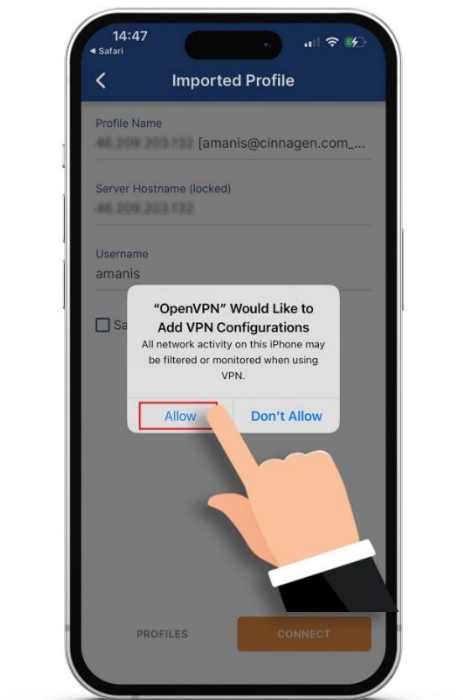 14:47
Safari
Imported Profile
Profile Name
[amanis@cinnagen.com_...
Server Hostname (locked)
Username
amanis
Sa
"OpenVPN" Would Like to
Add VPN Configurations
All network activity on this iPhone may
be filtered or monitored when using
VPN.
Allow
Don't Allow
PROFILES
CONNECT